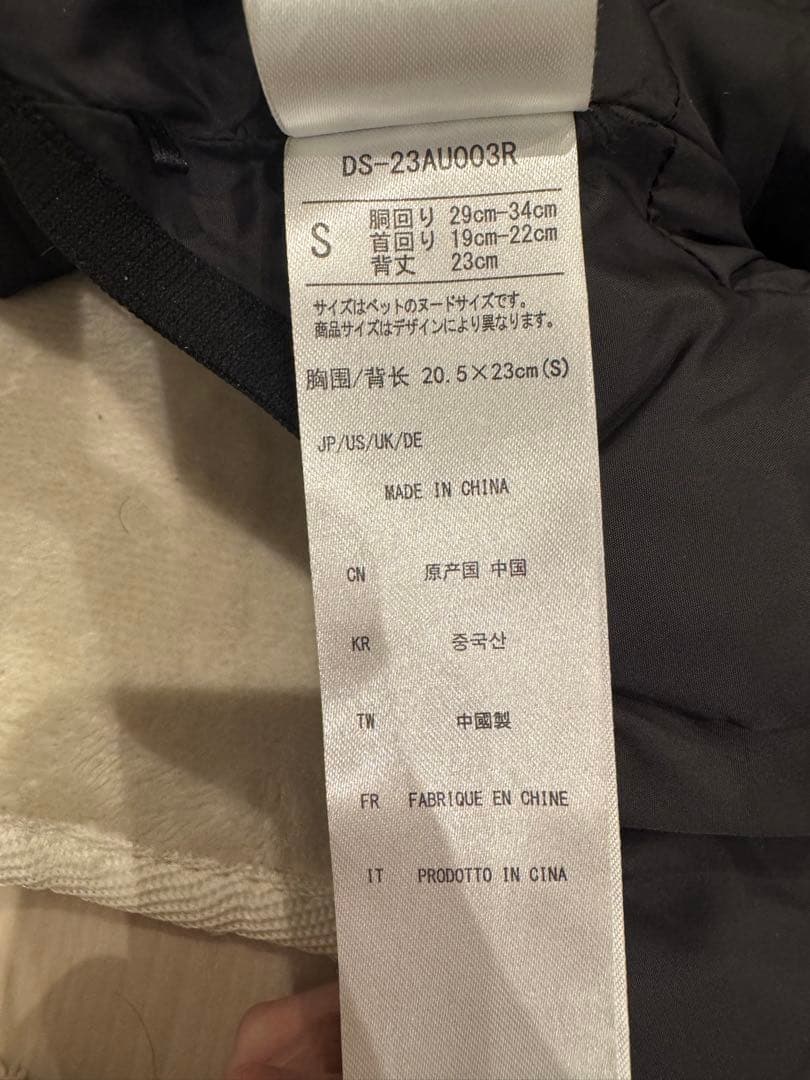 DS-23AU003R
S
胴回り 29cm-34cm
首回り 19cm-22cm
背丈 23cm
サイズはペットのヌードサイズです。
商品サイズはデザインにより異なります。
胸围/背长 20.5×23cm(S)
JP/US/UK/DE
MADE IN CHINA
CN 原产国 中国
KR 중국산
TW 中國製
FR FABRIQUE EN CHINE
IT PRODOTTO IN CINA